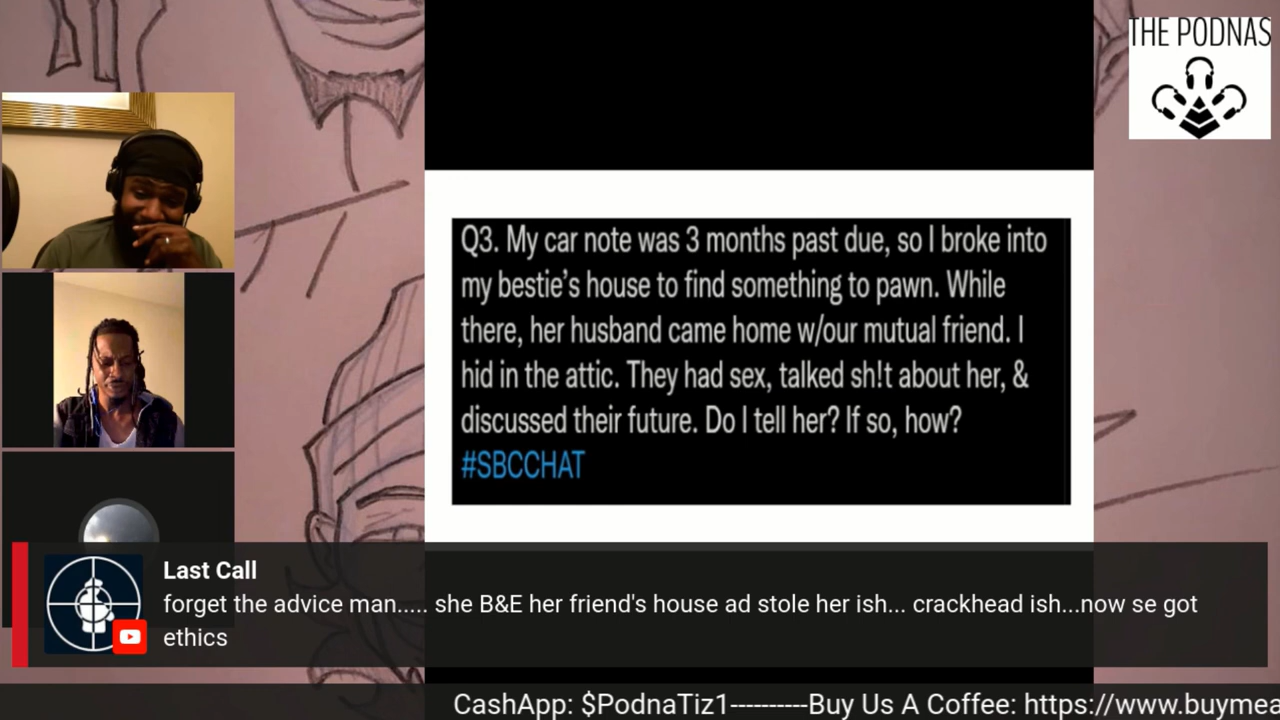 THE PODNAS
Q3. My car note was 3 months past due, so I broke into
my bestie’s house to find something to pawn. While
there, her husband came home w/our mutual friend. I
hid in the attic. They had sex, talked sh!t about her, &
discussed their future. Do I tell her? If so, how?
#SBCCHAT
Last Call
forget the advice man..... she B&E her friend's house ad stole her ish... crackhead ish...now se got
ethics
CashApp: $PodnaTiz1----------Buy Us A Coffee: https://www.buymea